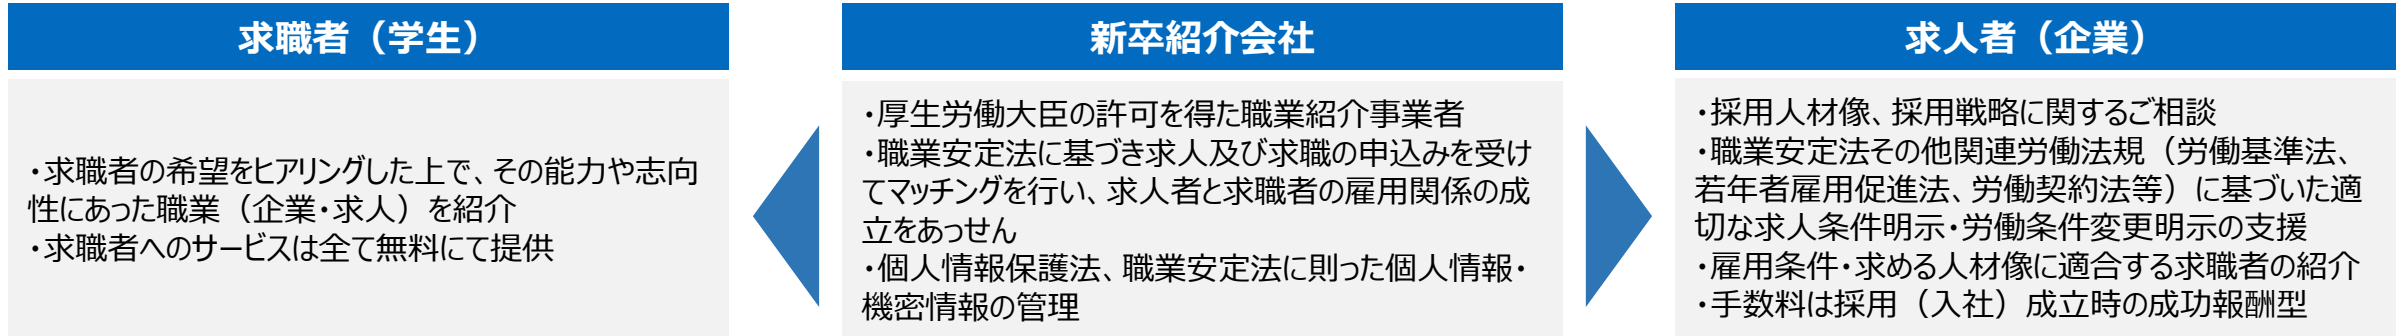 求職者（学生）
・求職者の希望をヒアリングした上で、その能力や志向
性にあった職業（企業・求人）を紹介
・求職者へのサービスは全て無料にて提供
新卒紹介会社
・厚生労働大臣の許可を得た職業紹介事業者
・職業安定法に基づき求人及び求職の申込みを受け
てマッチングを行い、求人者と求職者の雇用関係の成
立をあっせん
・個人情報保護法、職業安定法に則った個人情報・
機密情報の管理
求人者（企業）
・採用人材像、採用戦略に関するご相談
・職業安定法その他関連労働法規（労働基準法、
若年者雇用促進法、労働契約法等）に基づいた適
切な求人条件明示・労働条件変更明示の支援
・雇用条件・求める人材像に適合する求職者の紹介
・手数料は採用（入社）成立時の成功報酬型